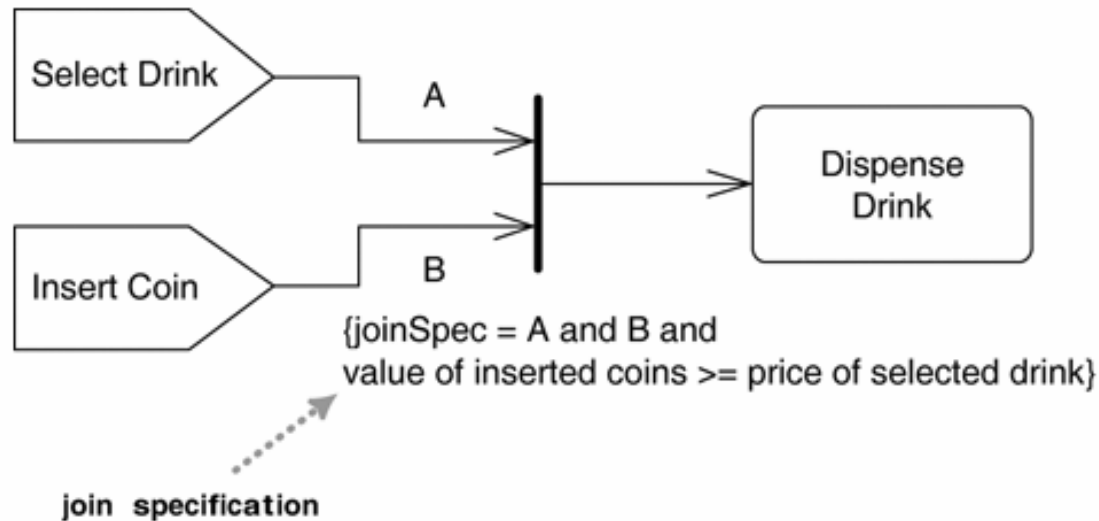 Select Drink
A
Dispense
Drink
Insert Coin
B
{joinSpec = A and B and
value of inserted coins >= price of selected drink}
join specification